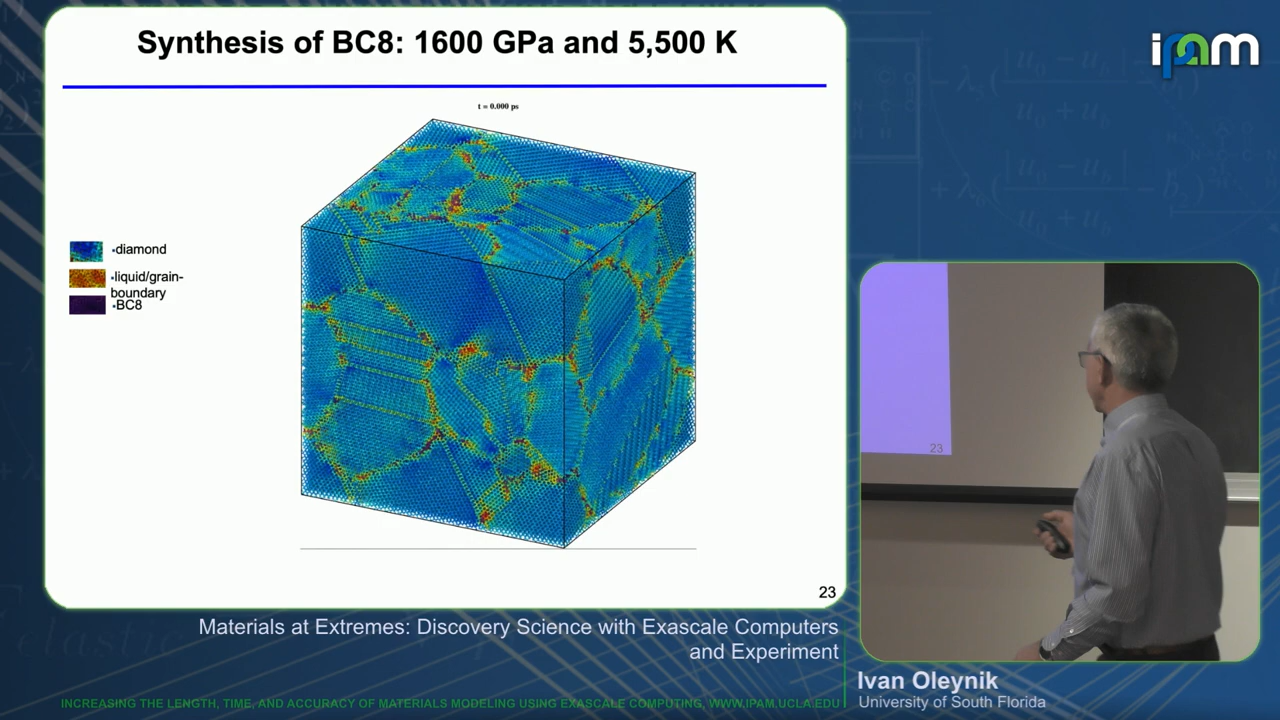 Synthesis of BC8: 1600 GPa and 5,500 K
ipam
t = 0.000 ps
•diamond
•liquid/grain-
boundary
•BC8
23
23
Materials at Extremes: Discovery Science with Exascale Computers
and Experiment
Ivan Oleynik
University of South Florida
INCREASING THE LENGTH, TIME, AND ACCURACY OF MATERIALS MODELING USING EXASCALE COMPUTING, WWW.IPAM.UCLA.EDU